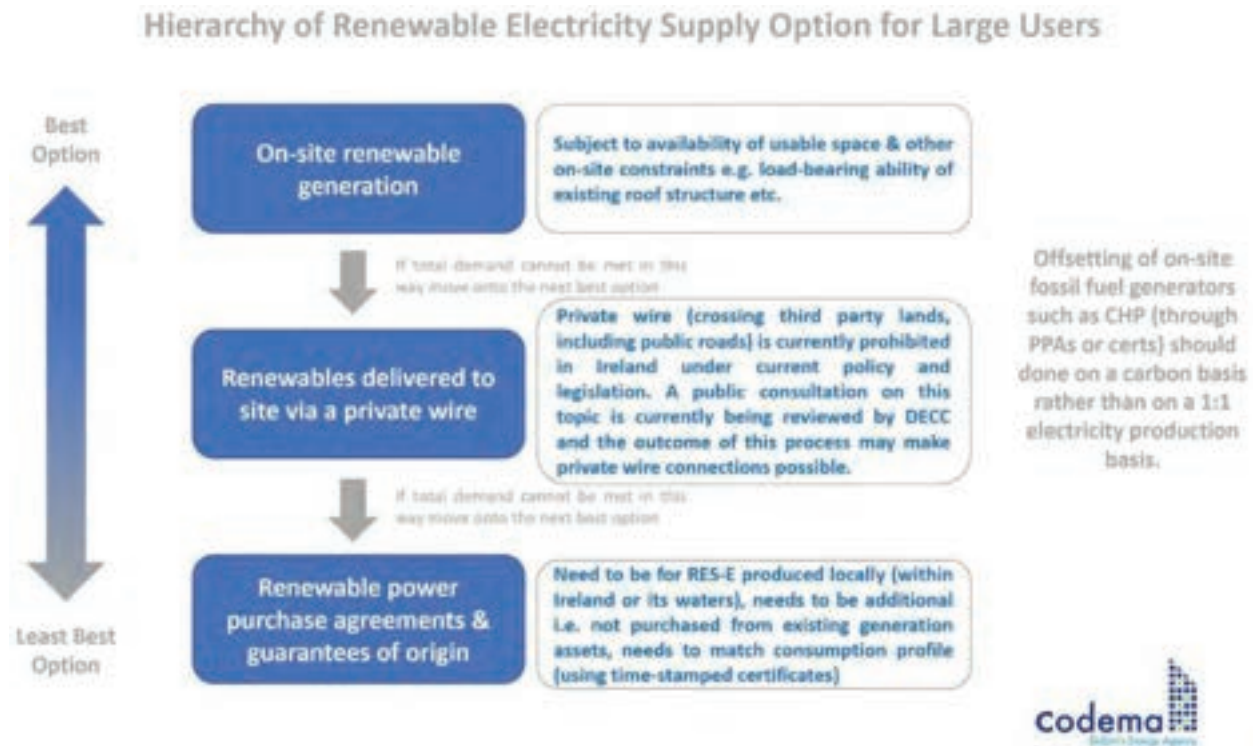 Hierarchy of Renewable Electricity Supply Option for Large Users
Best
Option
On-site renewable
generation
Subject to availability of usable space & other
on-site constraints e.g. load-bearing ability of
existing roof structure etc.
If total demand cannot be met in this
way move onto the next best option
Renewables delivered to
site via a private wire
Private wire (crossing third party lands,
including public roads) is currently prohibited
in Ireland under current policy and
legislation. A public consultation on this
topic is currently being reviewed by DECC
and the outcome of this process may make
private wire connections possible.
If total demand cannot be met in this
way move onto the next best option
Renewable power
purchase agreements &
guarantees of origin
Need to be for RES-E produced locally (within
Ireland or its waters), needs to be additional
i.e. not purchased from existing generation
assets, needs to match consumption profile
(using time-stamped certificates)
Least Best
Option
Offsetting of on-site
fossil fuel generators
such as CHP (through
PPAs or certs) should
done on a carbon basis
rather than on a 1:1
electricity production
basis.
codema
Dublin's Energy Agency